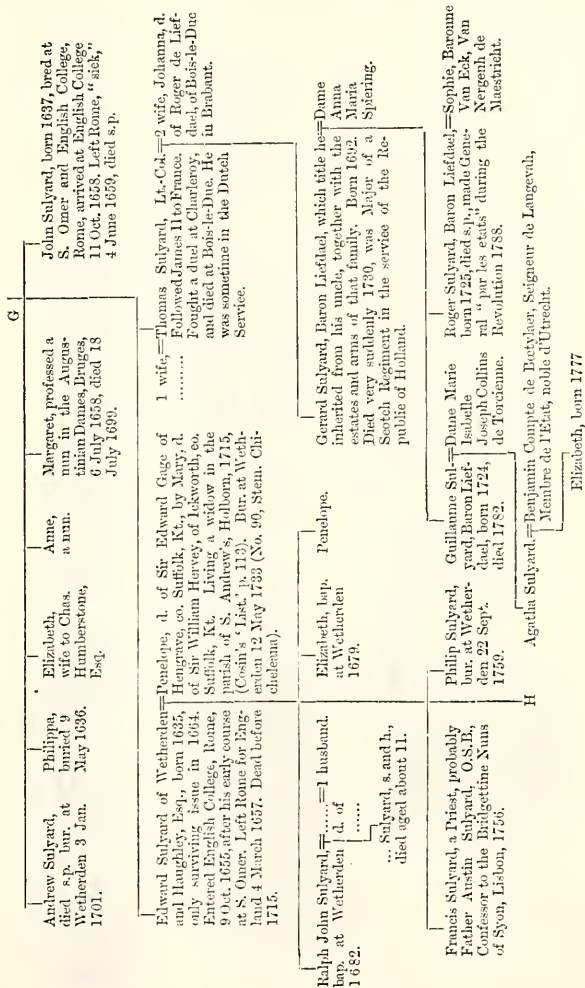 G
Andrew Sulyard,
died s.p. bur. at
Wetherden 3 Jan.
1701.
Philippa,
buried 9
May 1636.
Elizabeth,
wife to Chas.
Humberstone,
Esq.
Anne,
a nun.
Margaret, professed a
nun in the Augus-
tinian Dames, Bruges,
6 July 1658, died 18
July 1699.
John Sulyard, born 1637, bred at
S. Omer and English College,
Rome, arrived at English College
11 Oct. 1658. Left Rome, "sick,"
4 June 1659, died s.p.
Edward Sulyard of Wetherden=
and Haughley, Esq., born 1635,
only surviving issue in 1664.
Entered English College, Rome,
9 Oct. 1655, after his early course
at S. Omer. Left Rome for Eng-
land 4 March 1657. Dead before
1715.
Penelope, d. of Sir Edward Gage of
Hengrave, co. Suffolk, Kt., by Mary, d.
of Sir William Hervey, of Ickworth, co.
Suffolk, Kt. Living a widow in the
parish of S. Andrew's, Holborn, 1715,
(Cosin's 'List.' p. 113). Bur. at Weth-
erden 12 May 1733 (No. 90, Stem. Chi-
cheleana).
1 wife,=
.........
Thomas Sulyard, Lt.-Col.=
Followed James II to France.
Fought a duel at Charleroy,
and died at Bois-le-Duc. He
was sometime in the Dutch
Service.
2 wife, Johanna, d.
of Roger de Lief-
dael, of Bois-le-Duc
in Brabant.
Ralph John Sulyard,=
bap. at Wetherden
1682.
......=1 husband.
d. of
......
... Sulyard, s. and h.,
died aged about 11.
Elizabeth, bap.
at Wetherden
1679.
Penelope.
Gerard Sulyard, Baron Liefdael, which title he=
inherited from his uncle, together with the
estates and arms of that family. Born 1692.
Died very suddenly 1730, was Major of a
Scotch Regiment in the service of the Re-
public of Holland.
Dame
Anna
Maria
Spiering.
Francis Sulyard, a Priest, probably
Father Austin Sulyard, O.S.B.,
Confessor to the Bridgettine Nuns
of Syon, Lisbon, 1756.
H
Philip Sulyard,
bur. at Wether-
den 22 Sept.
1759.
Guillaume Sul-=
yard, Baron Lief-
dael, born 1724,
died 1782.
Dame Marie
Isabelle
Joseph Collins
de Torcienne.
Roger Sulyard, Baron Liefdael,=
born 1725, died s.p., made Gene-
ral "par les etats" during the
Revolution 1788.
Sophie, Baronne
Van Eck, Van
Nergenh de
Maestricht.
Agatha Sulyard.=Benjamin Compte de Seigneur de Langevah,
Membre de l'Etat, noble d'Utrecht.
Elizabeth, born 1777